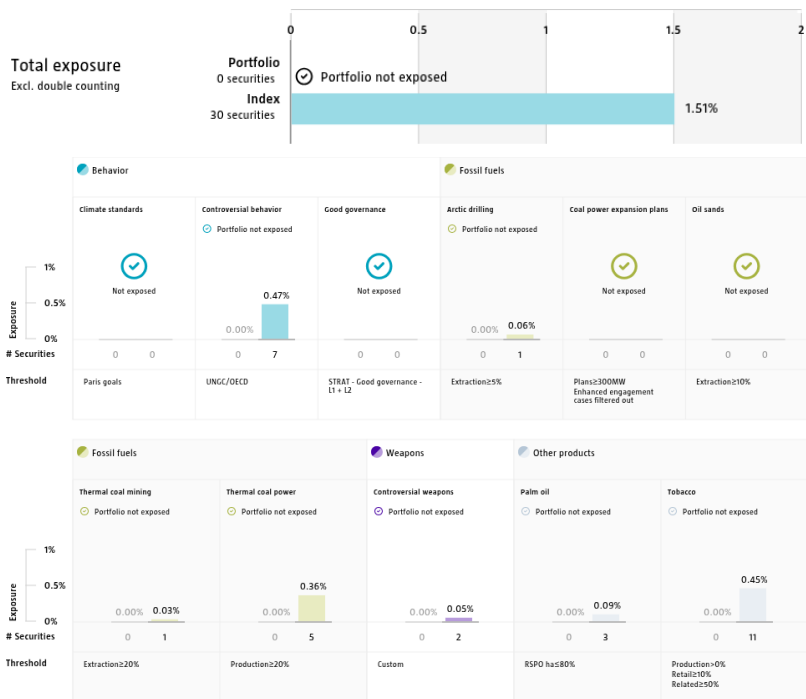 0 0.5 1 1.5 2
Total exposure
Excl. double counting
Portfolio
0 securities
Portfolio not exposed
Index
30 securities
1.51%
Behavior
Fossil fuels
Climate standards
Controversial behavior
Good governance
Arctic drilling
Coal power expansion plans
Oil sands
Portfolio not exposed
Portfolio not exposed
Not exposed
Not exposed
Not exposed
Not exposed
Exposure
1%
0.5%
0%
0.00% 0.47%
0.00% 0.06%
# Securities
0 0 0 7 0 0 0 1 0 0 0 0
Threshold
Paris goals
UNGC/OECD
STRAT - Good governance -
L1 + L2
Extraction≥5%
Plans≥300MW
Enhanced engagement
cases filtered out
Extraction≥10%
Fossil fuels
Weapons
Other products
Thermal coal mining
Thermal coal power
Controversial weapons
Palm oil
Tobacco
Portfolio not exposed
Portfolio not exposed
Portfolio not exposed
Portfolio not exposed
Portfolio not exposed
Exposure
1%
0.5%
0%
0.00% 0.03%
0.00% 0.36%
0.00% 0.05%
0.00% 0.09%
0.00% 0.45%
# Securities
0 1 0 5 0 2 0 3 0 11
Threshold
Extraction≥20%
Production≥20%
Custom
RSPO ha≤80%
Production>0%
Retail≥10%
Related≥50%